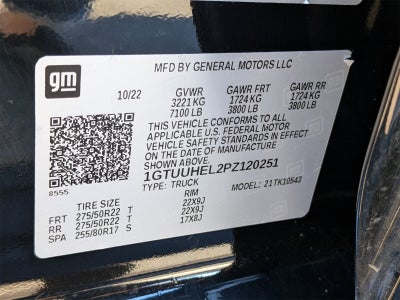 gm
MFD BY GENERAL MOTORS LLC
10/22 GVWR GAWR FRT GAWR RR
3221 KG 1724 KG 1724 KG
7100 LB 3800 LB 3800 LB
THIS VEHICLE CONFORMS TO ALL
APPLICABLE U.S. FEDERAL MOTOR
VEHICLE SAFETY STANDARDS IN EFFECT
ON THE DATE OF MANUFACTURE
SHOWN ABOVE.
1GTUUHEL2PZ120251
8555 TYPE: TRUCK MODEL: 21TK10543
TIRE SIZE RIM
FRT 275/50R22 T 22X9J
RR 275/50R22 T 22X9J
SPA 255/80R17 S 17X8J